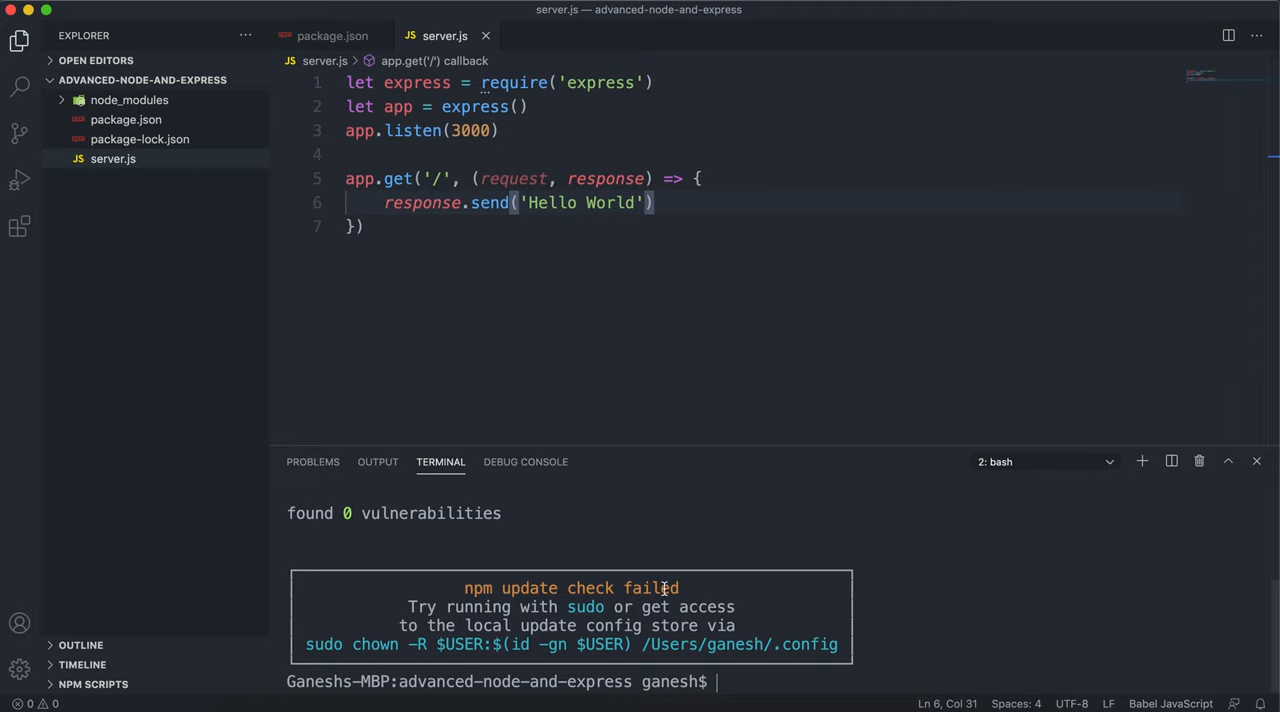 server.js — advanced-node-and-express
EXPLORER
OPEN EDITORS
ADVANCED-NODE-AND-EXPRESS
node_modules
package.json
package-lock.json
JS server.js
OUTLINE
TIMELINE
NPM SCRIPTS
package.json
JS server.js
JS server.js > app.get('/') callback
1 let express = require('express')
2 let app = express()
3 app.listen(3000)
4
5 app.get('/', (request, response) => {
6 response.send('Hello World')
7 })
PROBLEMS OUTPUT TERMINAL DEBUG CONSOLE 2: bash
found 0 vulnerabilities
npm update check failed
Try running with sudo or get access
to the local update config store via
sudo chown -R $USER:$(id -gn $USER) /Users/ganesh/.config
Ganeshs-MBP:advanced-node-and-express ganesh$
0 0 Ln 6, Col 31 Spaces: 4 UTF-8 LF Babel JavaScript